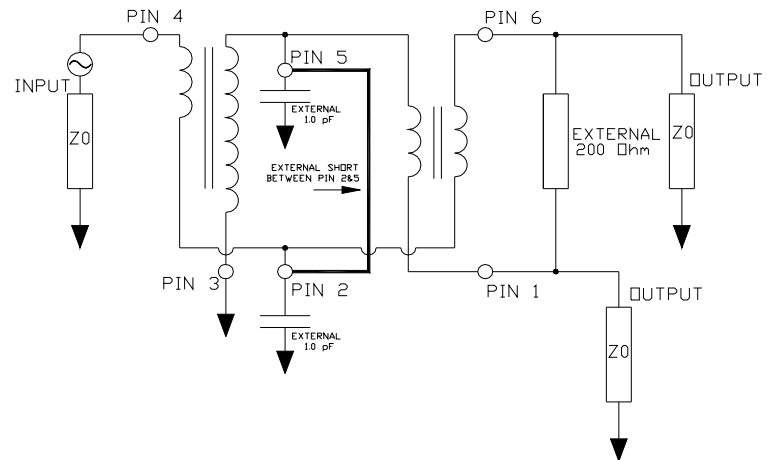 PIN 4
PIN 6
PIN 5
INPUT
OUTPUT
EXTERNAL
1.0 pF
Z0
EXTERNAL
200 Ohm
Z0
EXTERNAL SHORT
BETWEEN PIN 2&5
PIN 3
PIN 2
PIN 1
OUTPUT
EXTERNAL
1.0 pF
Z0